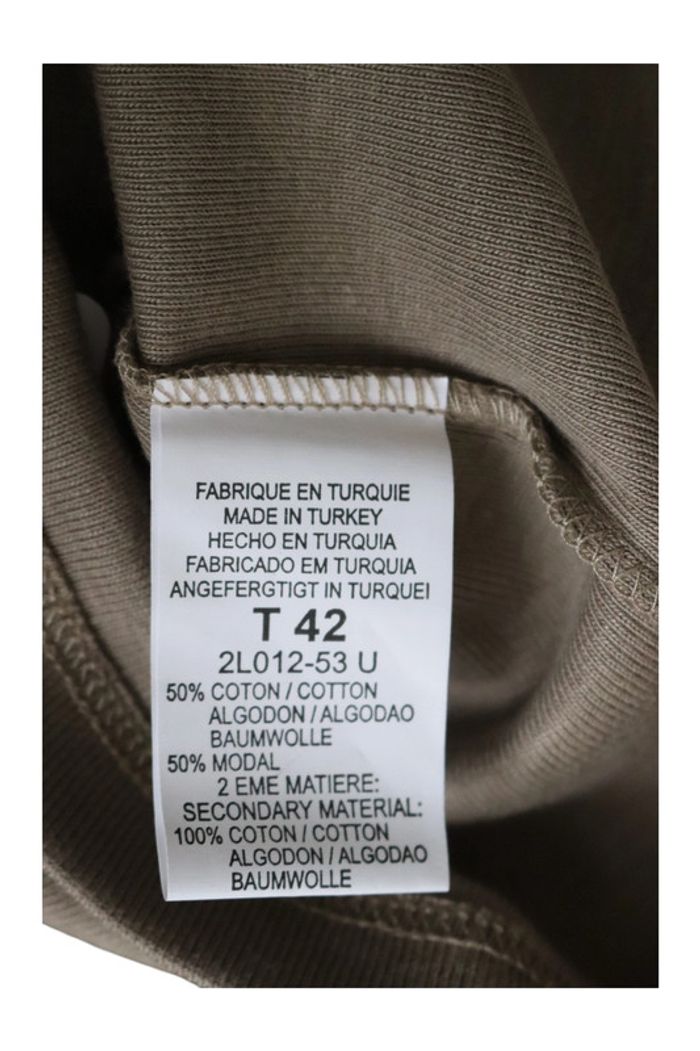 FABRIQUE EN TURQUIE
MADE IN TURKEY
HECHO EN TURQUIA
FABRICADO EM TURQUIA
ANGEFERGTIGT IN TURQUEI
T 42
2L012-53 U
50% COTON / COTTON
ALGODON / ALGODAO
BAUMWOLLE
50% MODAL
2 EME MATIERE:
SECONDARY MATERIAL:
100% COTON / COTTON
ALGODON / ALGODAO
BAUMWOLLE